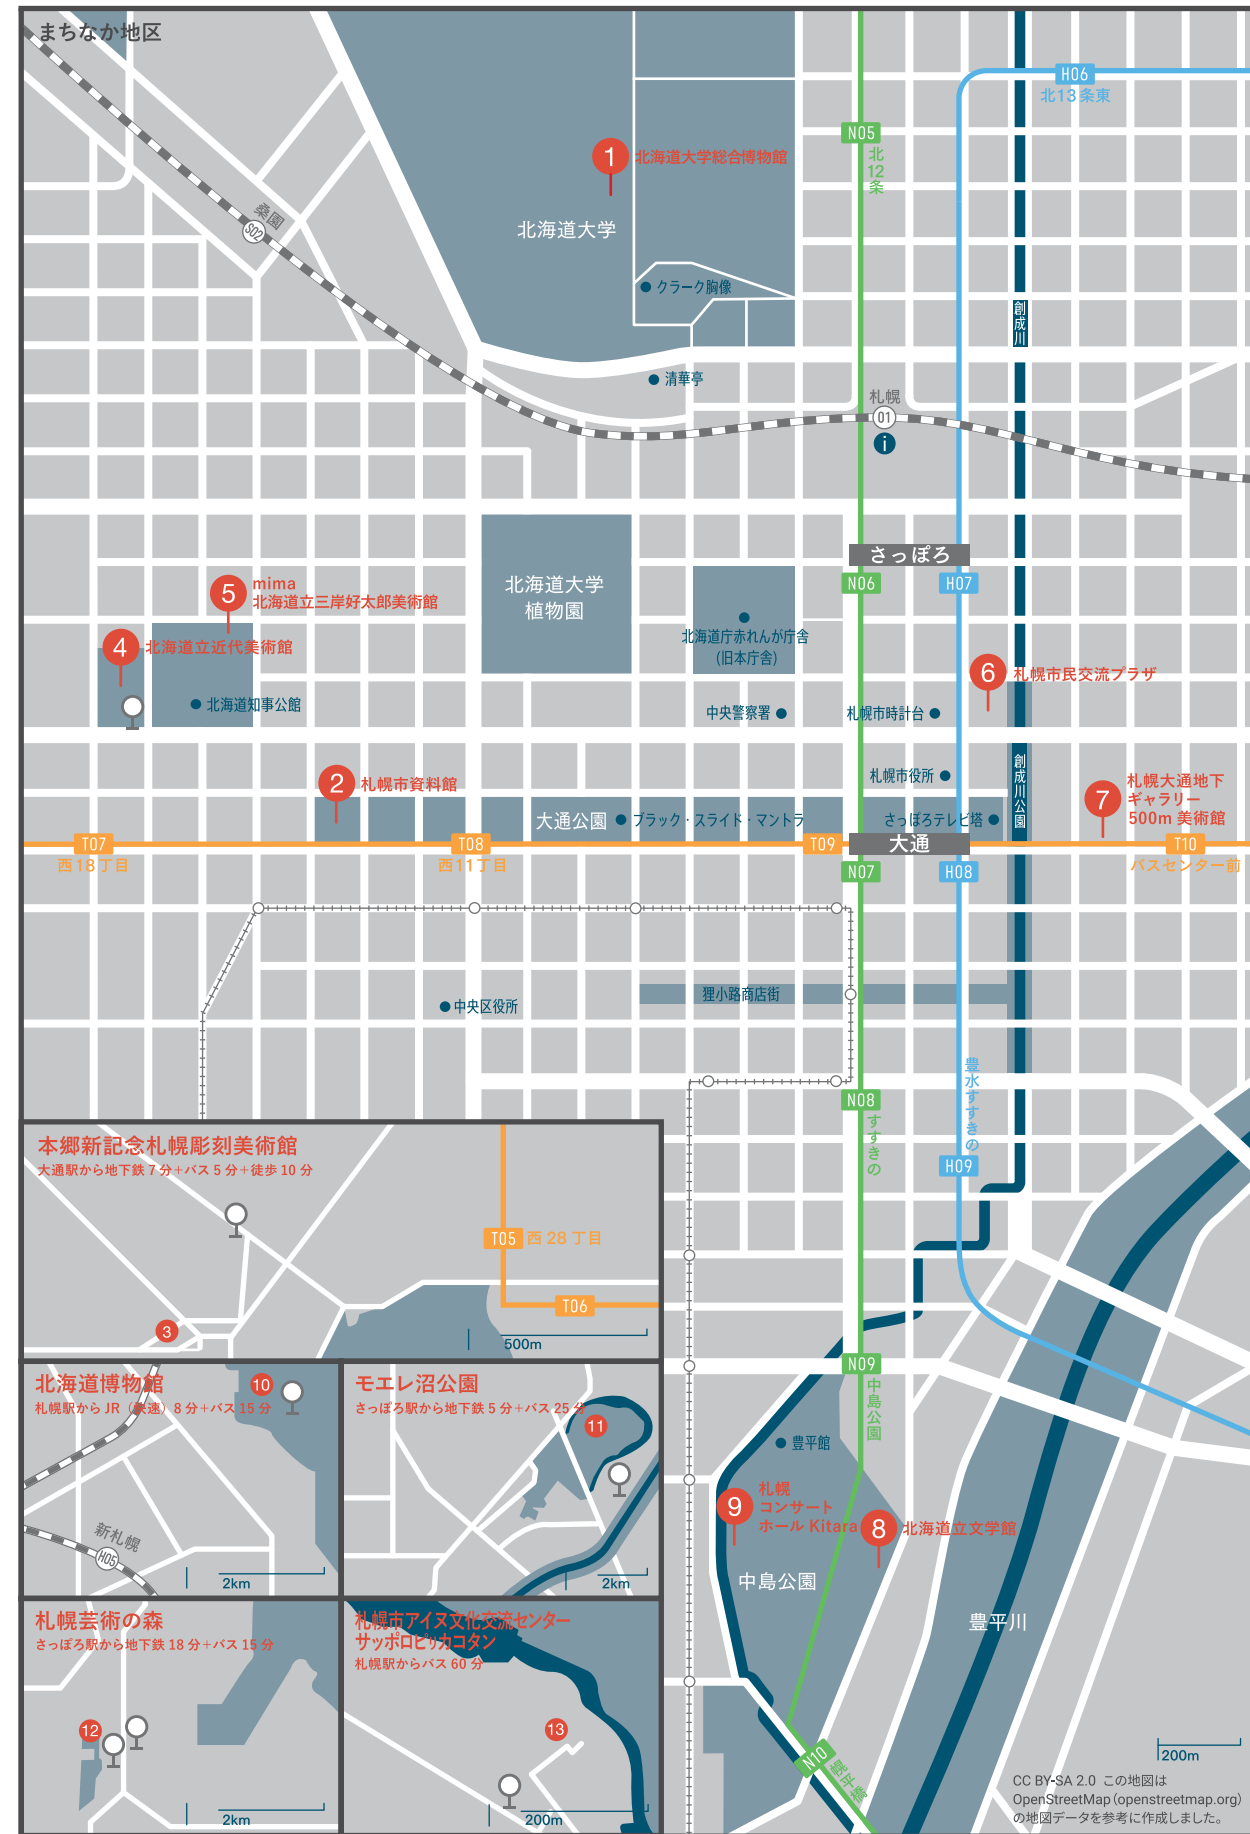 まちなか地区
H06
北13条東
N05
北12条
1
北海道大学総合博物館
桑園
S02
北海道大学
クラーク胸像
創成川
清華亭
札幌
01
i
さっぽろ
N06
H07
北海道大学
植物園
5
mima
北海道立三岸好太郎美術館
4
北海道立近代美術館
北海道庁赤れんが庁舎
(旧本庁舎)
6
札幌市民交流プラザ
北海道知事公館
中央警察署
札幌市時計台
2
札幌市資料館
札幌市役所
創成川公園
7
札幌大通地下
ギャラリー
500m 美術館
大通公園
ブラック・スライド・マントラ
さっぽろテレビ塔
T07
西18丁目
T08
西11丁目
T09
大通
T10
バスセンター前
N07
H08
狸小路商店街
中央区役所
豊水すすきの
N08
すすきの
H09
本郷新記念札幌彫刻美術館
大通駅から地下鉄 7 分+バス 5 分+徒歩 10 分
T05
西 28 丁目
T06
3
500m
北海道博物館
札幌駅から JR (快速) 8 分+バス 15 分
10
新札幌
H05
2km
モエレ沼公園
さっぽろ駅から地下鉄 5 分+バス 25 分
11
2km
N09
中島公園
豊平館
9
札幌
コンサート
ホール Kitara
8
北海道立文学館
中島公園
豊平川
札幌芸術の森
さっぽろ駅から地下鉄 18 分+バス 15 分
12
2km
札幌市アイヌ文化交流センター
サッポロピリカコタン
札幌駅からバス 60 分
13
200m
N10
幌平橋
200m
CC BY-SA 2.0 この地図は
OpenStreetMap (openstreetmap.org)
の地図データを参考に作成しました。